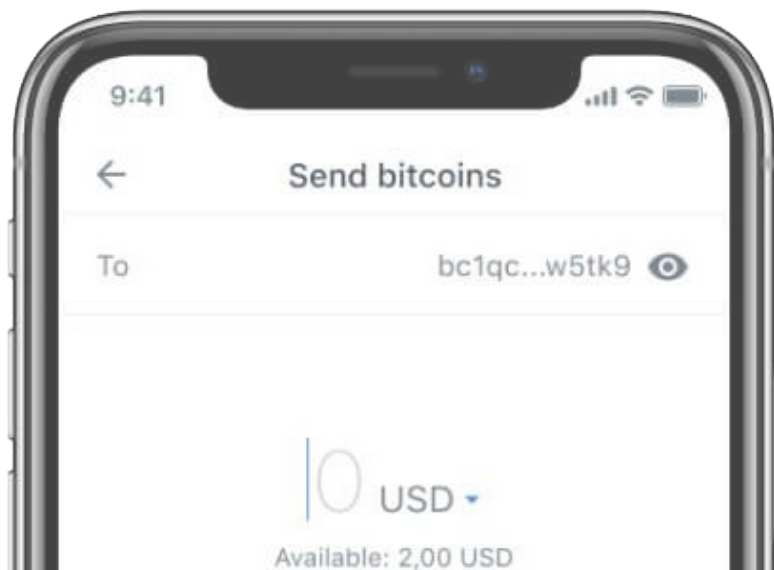 9:41
Send bitcoins
To bc1qc...w5tk9
0 USD
Available: 2,00 USD